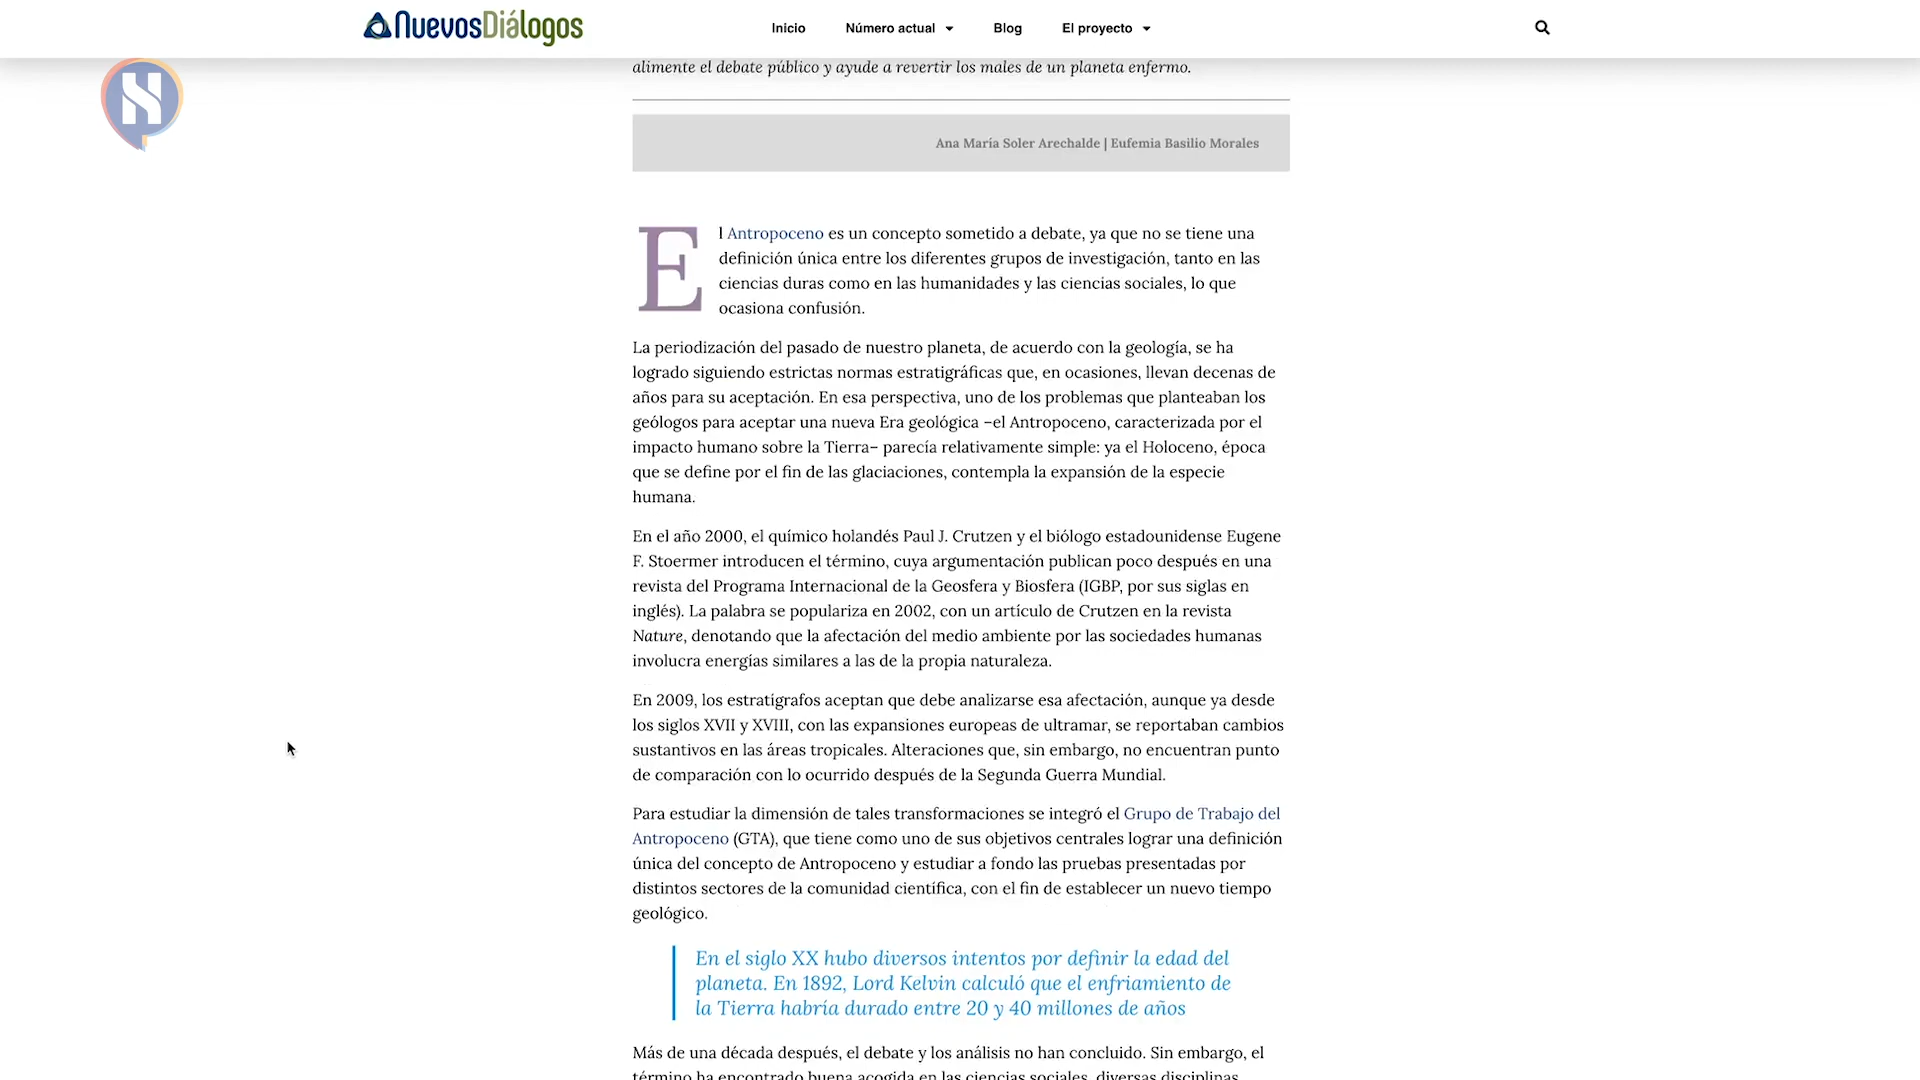 NuevosDiálogos
Inicio
Número actual
Blog
El proyecto
alimente el debate público y ayude a revertir los males de un planeta enfermo.
Ana María Soler Arechalde | Eufemia Basilio Morales
El Antropoceno es un concepto sometido a debate, ya que no se tiene una
definición única entre los diferentes grupos de investigación, tanto en las
ciencias duras como en las humanidades y las ciencias sociales, lo que
ocasiona confusión.
La periodización del pasado de nuestro planeta, de acuerdo con la geología, se ha
logrado siguiendo estrictas normas estratigráficas que, en ocasiones, llevan decenas de
años para su aceptación. En esa perspectiva, uno de los problemas que planteaban los
geólogos para aceptar una nueva Era geológica –el Antropoceno, caracterizada por el
impacto humano sobre la Tierra– parecía relativamente simple: ya el Holoceno, época
que se define por el fin de las glaciaciones, contempla la expansión de la especie
humana.
En el año 2000, el químico holandés Paul J. Crutzen y el biólogo estadounidense Eugene
F. Stoermer introducen el término, cuya argumentación publican poco después en una
revista del Programa Internacional de la Geosfera y Biosfera (IGBP, por sus siglas en
inglés). La palabra se populariza en 2002, con un artículo de Crutzen en la revista
Nature, denotando que la afectación del medio ambiente por las sociedades humanas
involucra energías similares a las de la propia naturaleza.
En 2009, los estratígrafos aceptan que debe analizarse esa afectación, aunque ya desde
los siglos XVII y XVIII, con las expansiones europeas de ultramar, se reportaban cambios
sustantivos en las áreas tropicales. Alteraciones que, sin embargo, no encuentran punto
de comparación con lo ocurrido después de la Segunda Guerra Mundial.
Para estudiar la dimensión de tales transformaciones se integró el Grupo de Trabajo del
Antropoceno (GTA), que tiene como uno de sus objetivos centrales lograr una definición
única del concepto de Antropoceno y estudiar a fondo las pruebas presentadas por
distintos sectores de la comunidad científica, con el fin de establecer un nuevo tiempo
geológico.
En el siglo XX hubo diversos intentos por definir la edad del
planeta. En 1892, Lord Kelvin calculó que el enfriamiento de
la Tierra habría durado entre 20 y 40 millones de años
Más de una década después, el debate y los análisis no han concluido. Sin embargo, el
término ha encontrado buena acogida en las ciencias sociales, diversas disciplinas